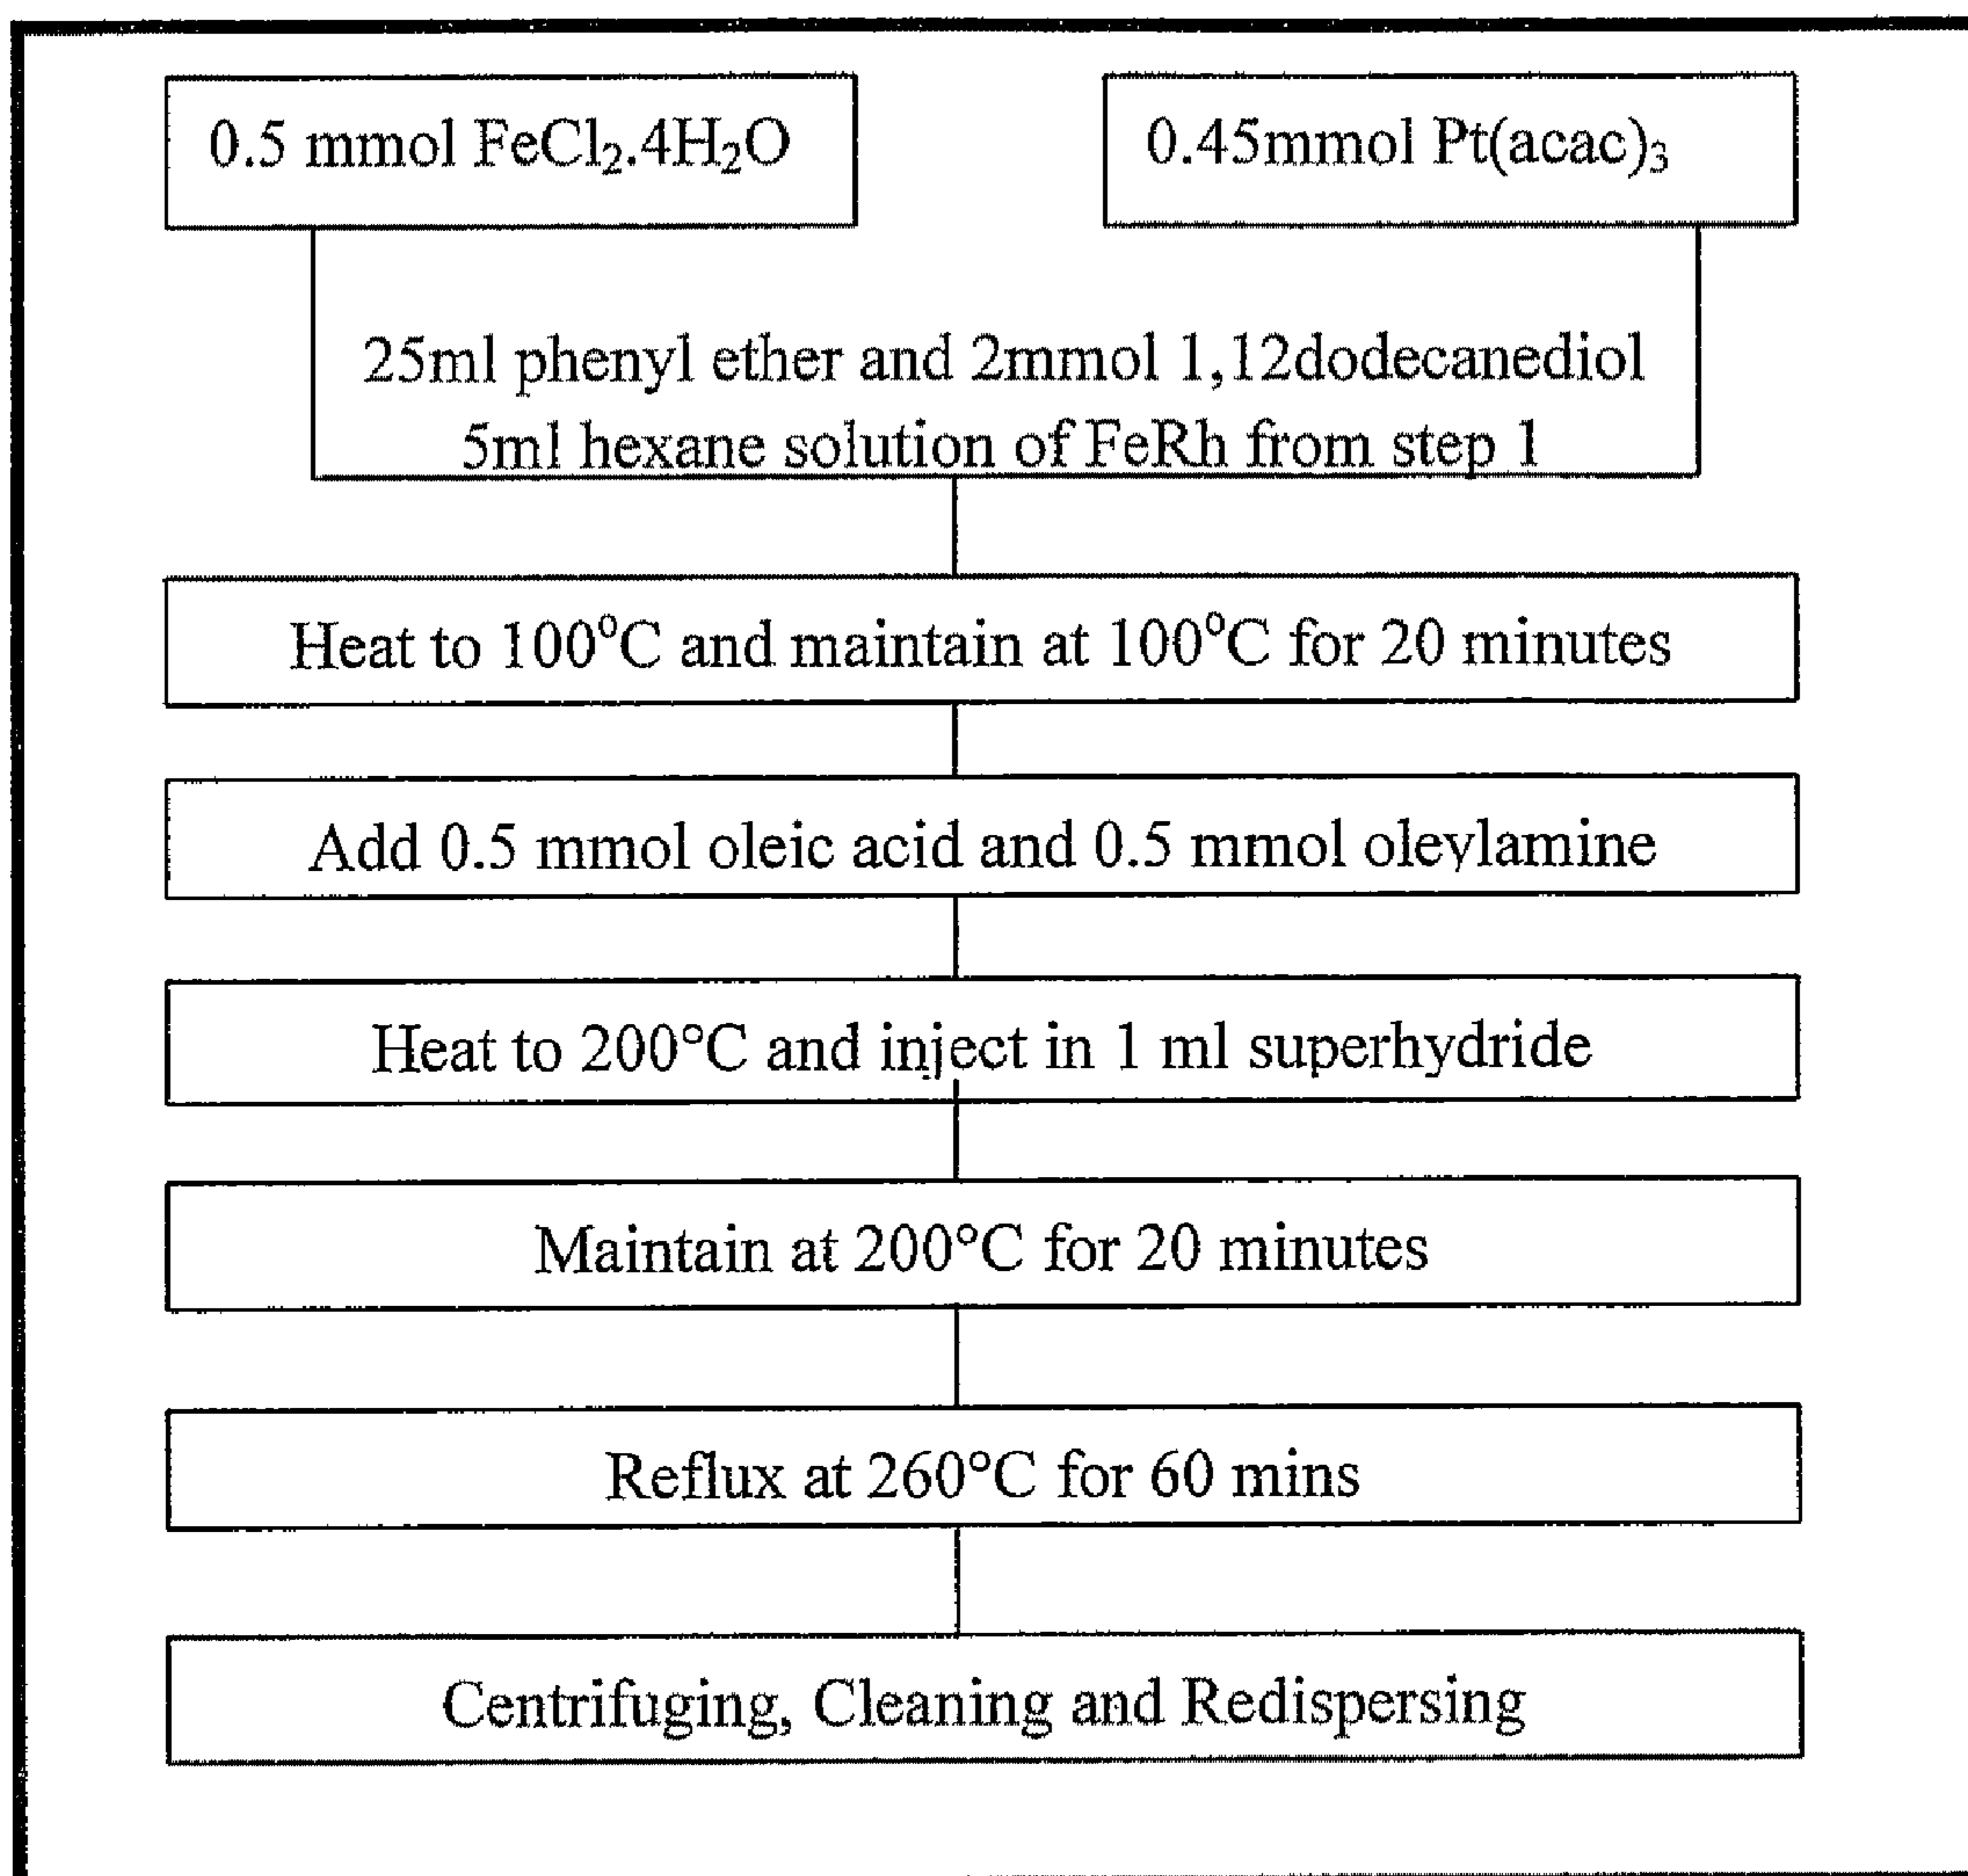 0.5 mmol FeCl₂.4H₂O
0.45mmol Pt(acac)₃
25ml phenyl ether and 2mmol 1,12dodecanediol
5ml hexane solution of FeRh from step 1
Heat to 100°C and maintain at 100°C for 20 minutes
Add 0.5 mmol oleic acid and 0.5 mmol oleylamine
Heat to 200°C and inject in 1 ml superhydride
Maintain at 200°C for 20 minutes
Reflux at 260°C for 60 mins
Centrifuging, Cleaning and Redispersing